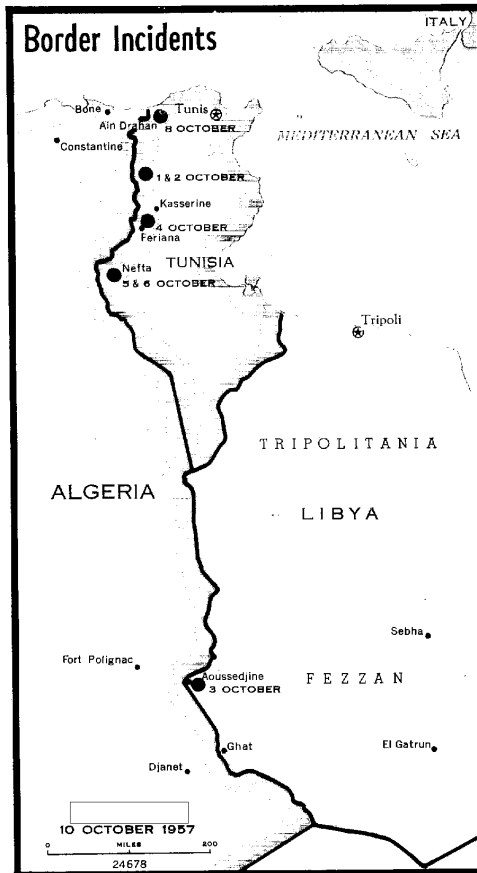 ITALY
Border Incidents
Bone
Tunis
Aïn Drahan
8 OCTOBER
Constantine
MEDITERRANEAN SEA
1 & 2 OCTOBER
Kasserine
4 OCTOBER
Feriana
TUNISIA
Nefta
5 & 6 OCTOBER
Tripoli
TRIPOLITANIA
ALGERIA
LIBYA
Sebha
Fort Polignac
Aoussedjine
3 OCTOBER
FEZZAN
Ghat
El Gatrun
Djanet
10 OCTOBER 1957
0 MILES 200
24678